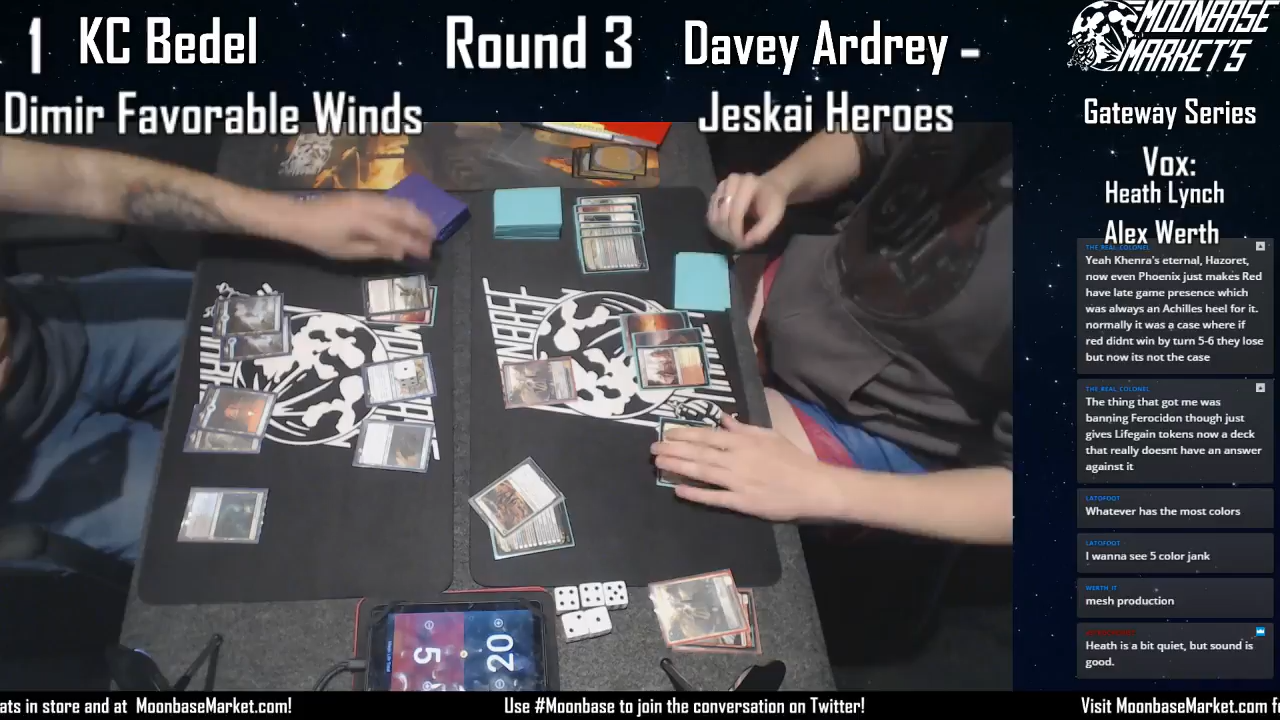 1 KC Bedel
Round 3
Davey Ardrey -
MOONBASE
MARKET'S
Dimir Favorable Winds
Jeskai Heroes
Gateway Series
Vox:
Heath Lynch
Alex Werth
THE_REAL_COLONEL
Yeah Khenra's eternal, Hazoret,
now even Phoenix just makes Red
have late game presence which
was always an Achilles heel for it.
normally it was a case where if
red didnt win by turn 5-6 they lose
but now its not the case
THE_REAL_COLONEL
The thing that got me was
banning Ferocidon though just
gives Lifegain tokens now a deck
that really doesnt have an answer
against it
LATOFOOT
Whatever has the most colors
LATOFOOT
I wanna see 5 color jank
WERTH_IT
mesh production
Heath is a bit quiet, but sound is
good.
5
20
ats in store and at MoonbaseMarket.com!
Use #Moonbase to join the conversation on Twitter!
Visit MoonbaseMarket.com f